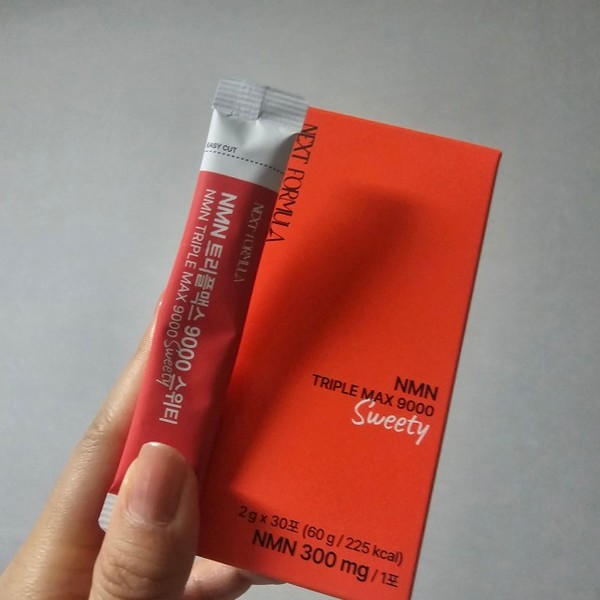 EASY CUT
NEXT FORMULA
NMN 트리플맥스 9000 스위티
NMN TRIPLE MAX 9000 Sweety
NEXT FORMULA
NMN
TRIPLE MAX 9000
Sweety
2 g x 30포 (60 g / 225 kcal)
NMN 300 mg / 1포